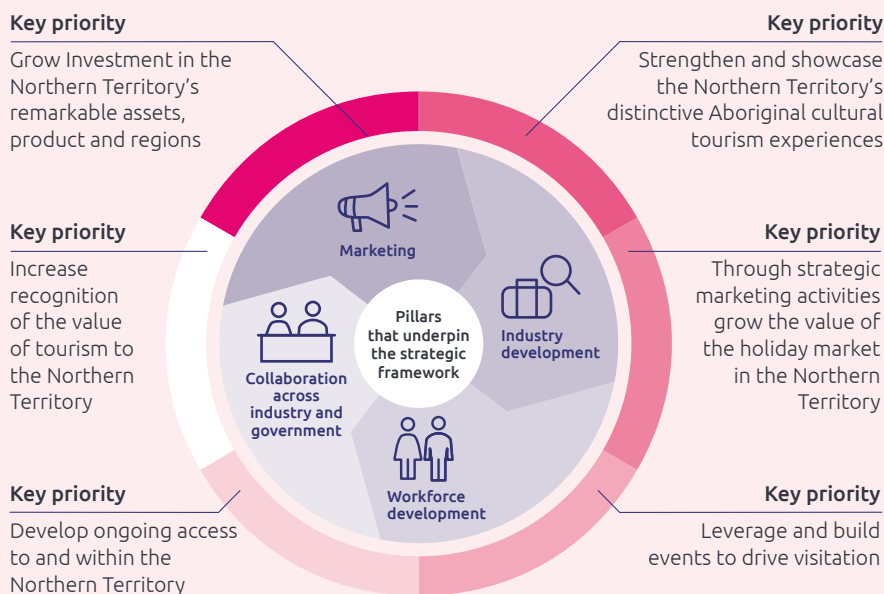 Key priority
Grow Investment in the
Northern Territory's
remarkable assets,
product and regions
Key priority
Strengthen and showcase
the Northern Territory's
distinctive Aboriginal cultural
tourism experiences
Key priority
Increase
recognition
of the value
of tourism to
the Northern
Territory
Key priority
Through strategic
marketing activities
grow the value of
the holiday market
in the Northern
Territory
Key priority
Develop ongoing access
to and within the
Northern Territory
Key priority
Leverage and build
events to drive visitation
Marketing
Industry
development
Workforce
development
Collaboration
across
industry and
government
Pillars
that underpin
the strategic
framework